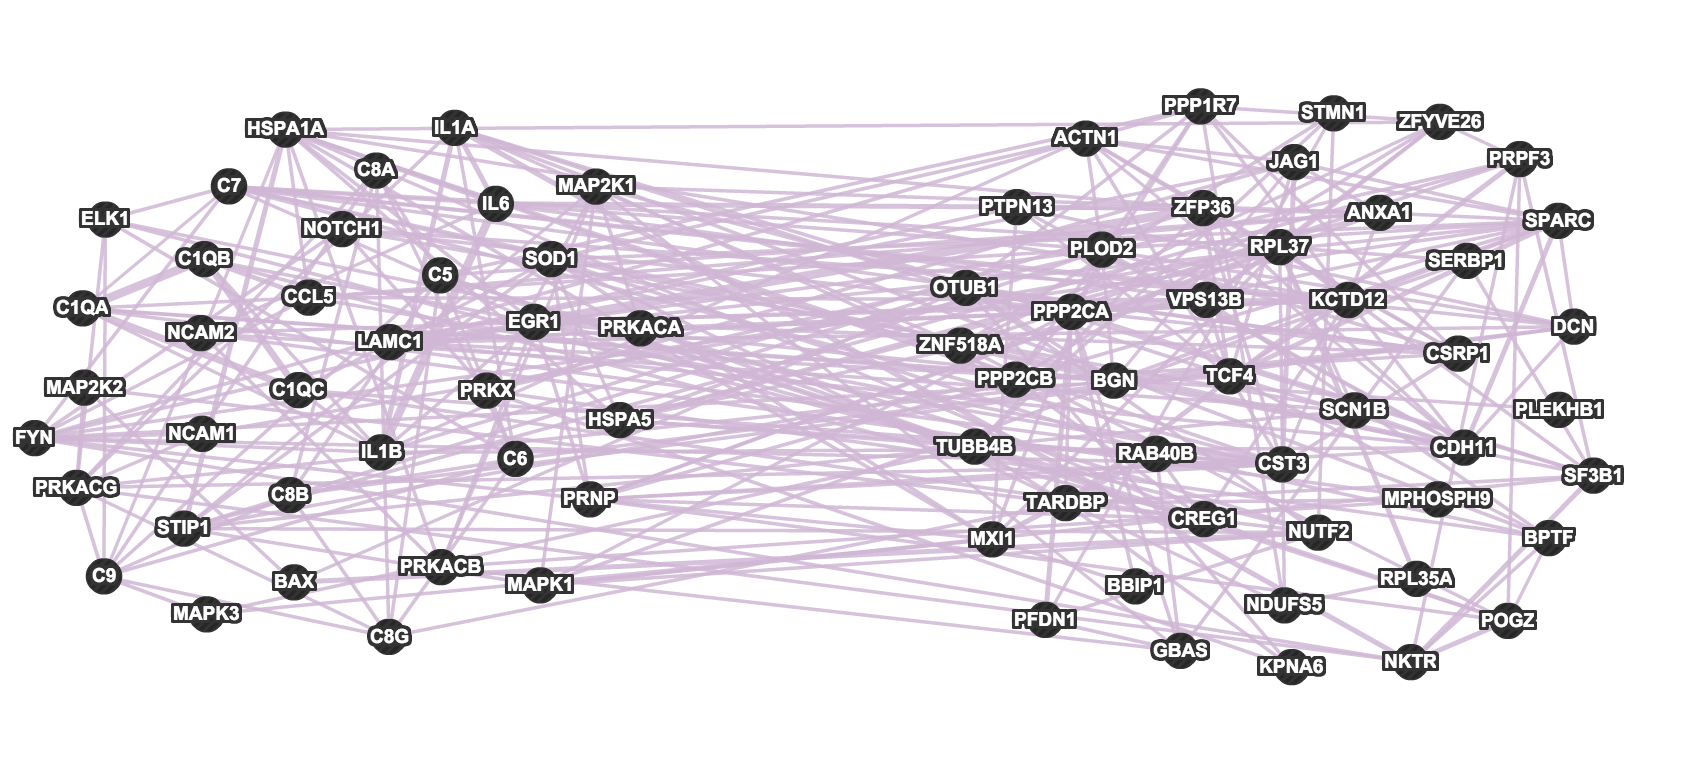 HSPA1A
IL1A
C8A
C7
IL6
MAP2K1
ELK1
NOTCH1
C1QB
SOD1
C5
CCL5
C1QA
NCAM2
LAMC1
EGR1
PRKACA
MAP2K2
C1QC
PRKX
HSPA5
FYN
NCAM1
IL1B
C6
PRKACG
C8B
PRNP
STIP1
C9
BAX
PRKACB
MAPK1
MAPK3
C8G
PPP1R7
STMN1
ZFYVE26
ACTN1
JAG1
PRPF3
PTPN13
ZFP36
ANXA1
SPARC
PLOD2
RPL37
SERBP1
OTUB1
PPP2CA
VPS13B
KCTD12
DCN
ZNF518A
CSRP1
PPP2CB
BGN
TCF4
SCN1B
PLEKHB1
TUBB4B
RAB40B
CST3
CDH11
SF3B1
TARDBP
CREG1
MPHOSPH9
MXI1
NUTF2
BPTF
BBIP1
RPL35A
PFDN1
NDUFS5
POGZ
GBAS
KPNA6
NKTR